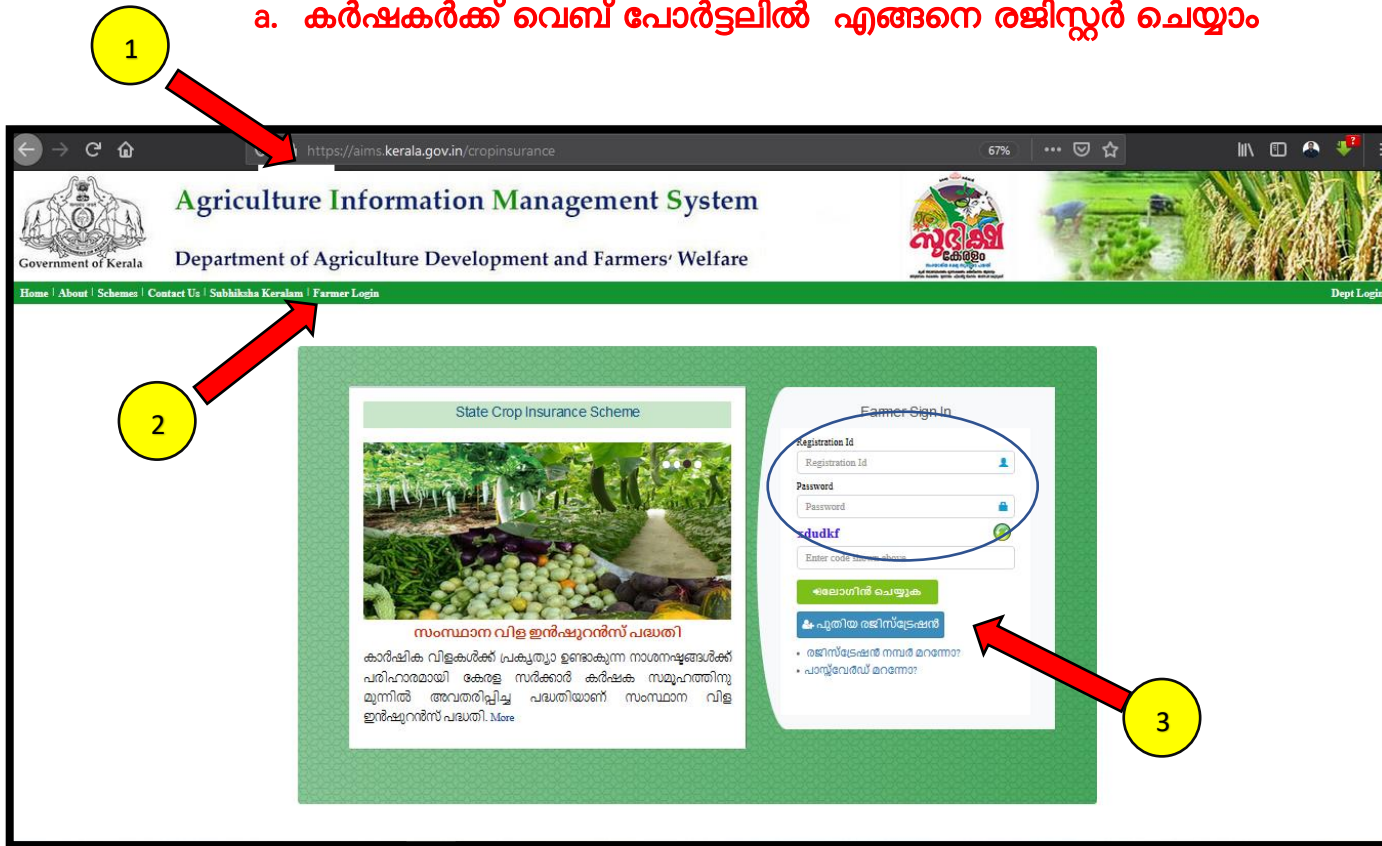 a. കർഷകർക്ക് വെബ് പോർട്ടലിൽ എങ്ങനെ രജിസ്റ്റർ ചെയ്യാം
1
https://aims.kerala.gov.in/cropinsurance
67%
Agriculture Information Management System
Department of Agriculture Development and Farmers' Welfare
Government of Kerala
സുഭിക്ഷ
കേരളം
Home | About | Schemes | Contact Us | Subhiksha Keralam | Farmer Login
Dept Login
2
State Crop Insurance Scheme
സംസ്ഥാന വിള ഇൻഷുറൻസ് പദ്ധതി
കാർഷിക വിളകൾക്ക് പ്രകൃത്യാ ഉണ്ടാകുന്ന നാശനഷ്ടങ്ങൾക്ക്
പരിഹാരമായി കേരള സർക്കാർ കർഷക സമൂഹത്തിനു
മുന്നിൽ അവതരിപ്പിച്ച പദ്ധതിയാണ് സംസ്ഥാന വിള
ഇൻഷുറൻസ് പദ്ധതി. More
Farmer Sign In
Registration Id
Registration Id
Password
Password
xdudkf
Enter code shown above
ലോഗിൻ ചെയ്യുക
പുതിയ രജിസ്ട്രേഷൻ
• രജിസ്ട്രേഷൻ നമ്പർ മറന്നോ?
• പാസ്സ്‌വേർഡ് മറന്നോ?
3